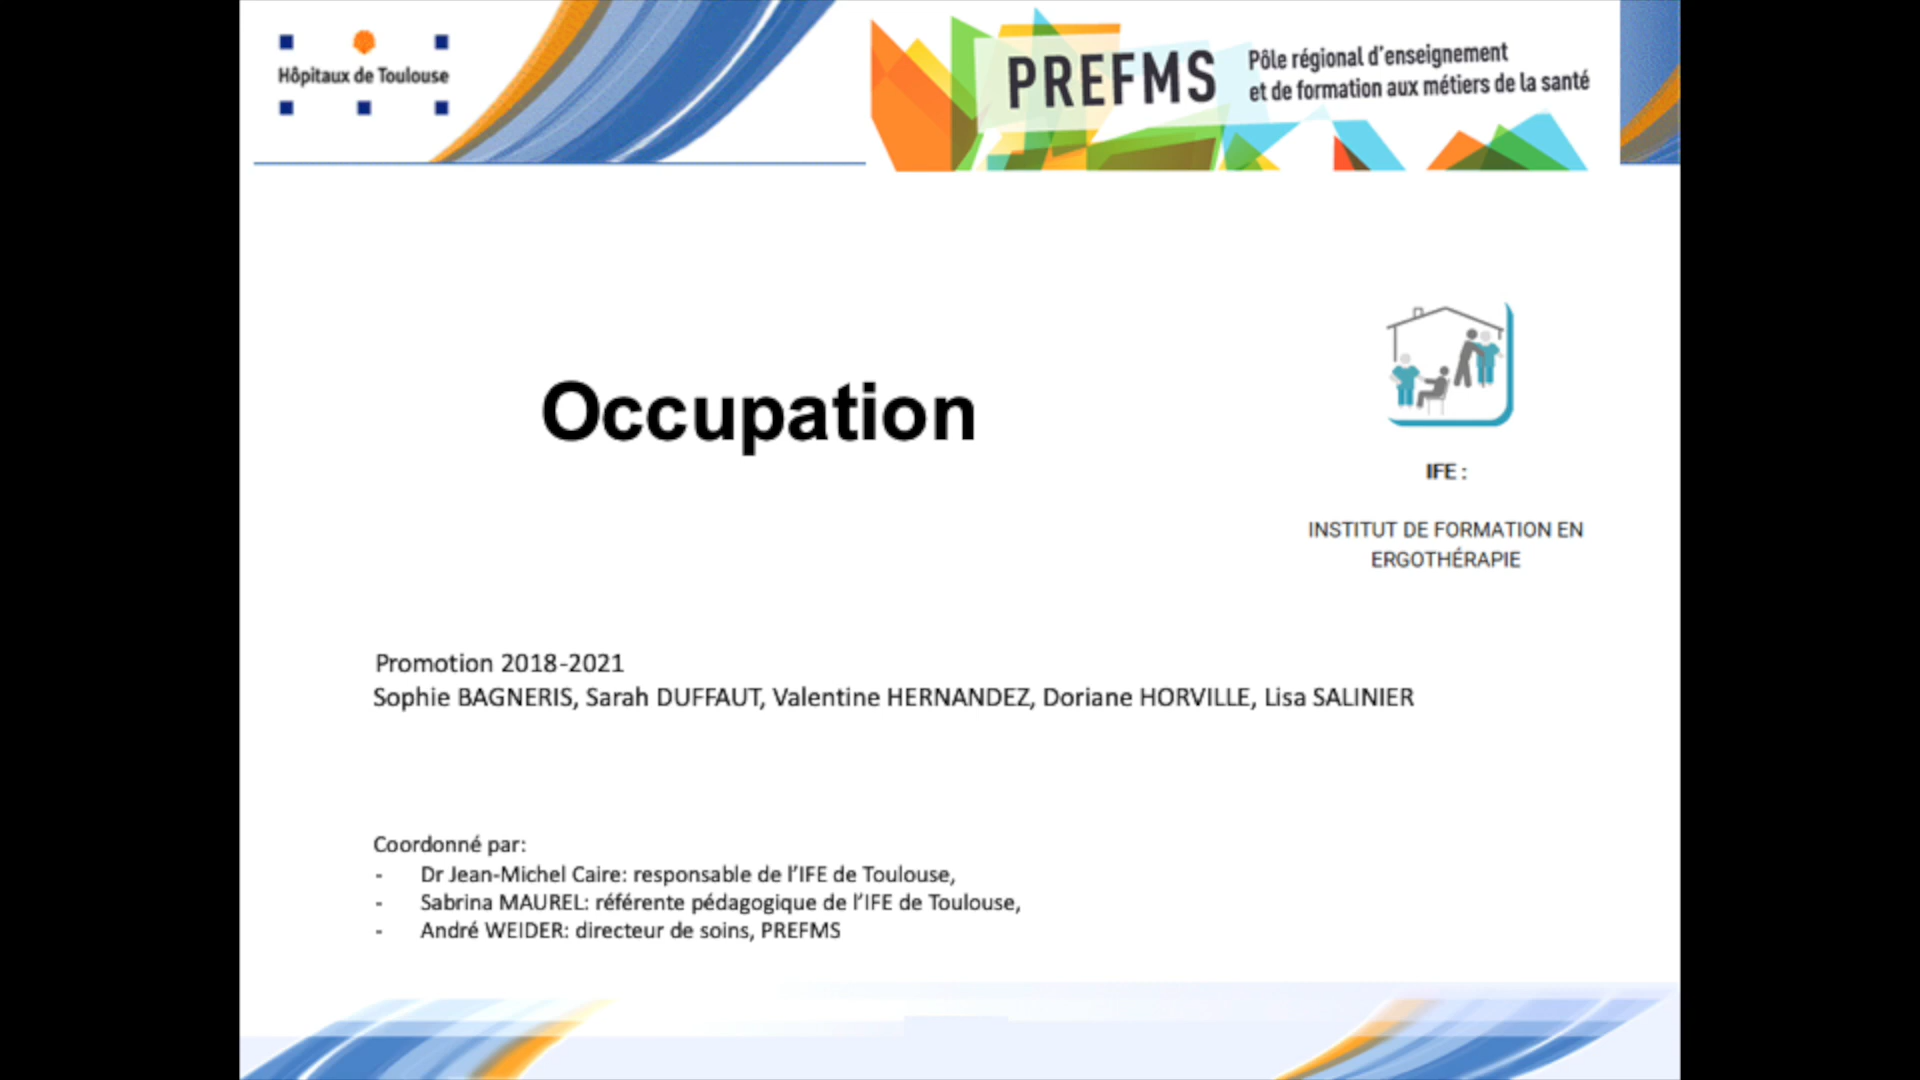 Hôpitaux de Toulouse
PREFMS
Pôle régional d'enseignement
et de formation aux métiers de la santé
Occupation
IFE :
INSTITUT DE FORMATION EN
ERGOTHÉRAPIE
Promotion 2018-2021
Sophie BAGNERIS, Sarah DUFFAUT, Valentine HERNANDEZ, Doriane HORVILLE, Lisa SALINIER
Coordonné par:
- Dr Jean-Michel Caire: responsable de l'IFE de Toulouse,
- Sabrina MAUREL: référente pédagogique de l'IFE de Toulouse,
- André WEIDER: directeur de soins, PREFMS